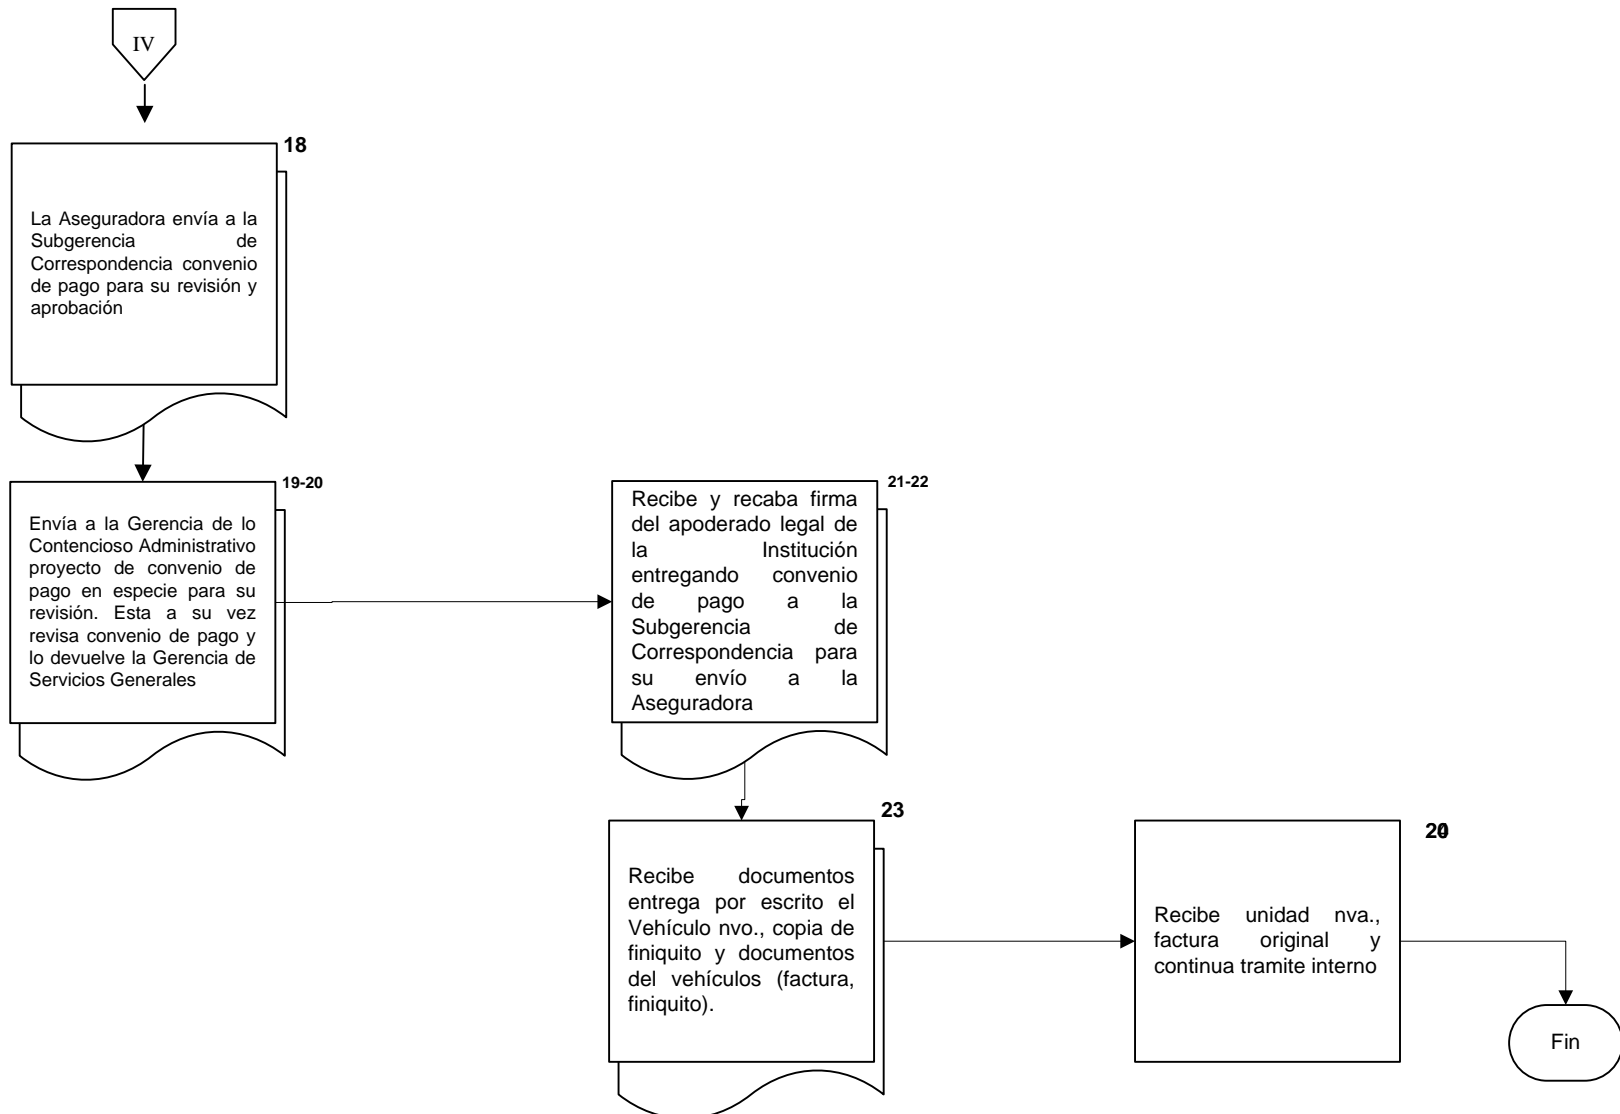 IV
18
La Aseguradora envía a la
Subgerencia de
Correspondencia convenio
de pago para su revisión y
aprobación
19-20
Envía a la Gerencia de lo
Contencioso Administrativo
proyecto de convenio de
pago en especie para su
revisión. Esta a su vez
revisa convenio de pago y
lo devuelve la Gerencia de
Servicios Generales
21-22
Recibe y recaba firma
del apoderado legal de
la Institución
entregando convenio
de pago a la
Subgerencia de
Correspondencia para
su envío a la
Aseguradora
23
Recibe documentos
entrega por escrito el
Vehículo nvo., copia de
finiquito y documentos
del vehículos (factura,
finiquito).
Recibe unidad nva.,
factura original y
continua tramite interno
Fin